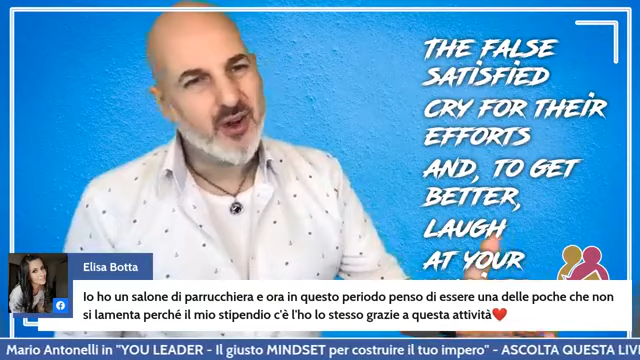 THE FALSE
SATISFIED
CRY FOR THEIR
EFFORTS
AND, TO GET
BETTER,
LAUGH
AT YOUR
Elisa Botta
Io ho un salone di parrucchiera e ora in questo periodo penso di essere una delle poche che non
si lamenta perché il mio stipendio c'è l'ho lo stesso grazie a questa attività❤️
Mario Antonelli in "YOU LEADER - Il giusto MINDSET per costruire il tuo impero" - ASCOLTA QUESTA LIV